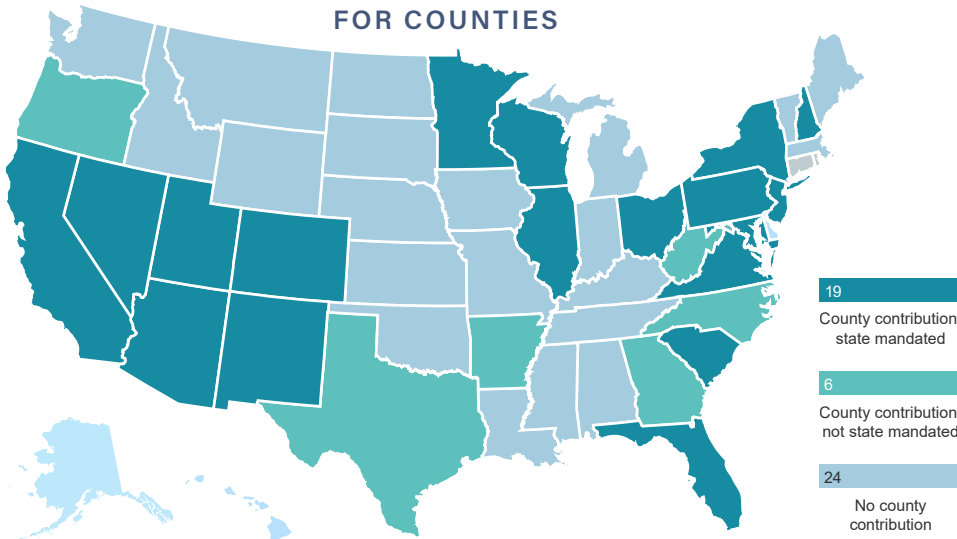 FOR COUNTIES
19
County contribution
state mandated
6
County contribution
not state mandated
24
No county
contribution